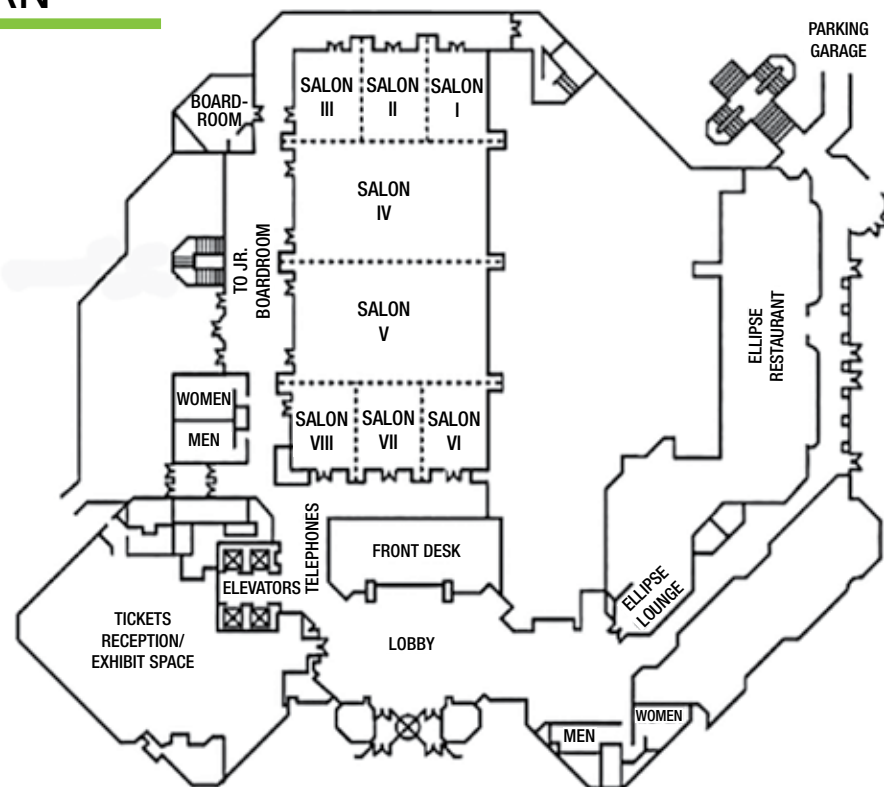 AN
PARKING
GARAGE
BOARD-
ROOM
SALON
III
SALON
II
SALON
I
SALON
IV
TO JR.
BOARDROOM
SALON
V
ELLIPSE
RESTAURANT
WOMEN
MEN
SALON
VIII
SALON
VII
SALON
VI
TELEPHONES
FRONT DESK
ELEVATORS
ELLIPSE
LOUNGE
TICKETS
RECEPTION/
EXHIBIT SPACE
LOBBY
MEN
WOMEN